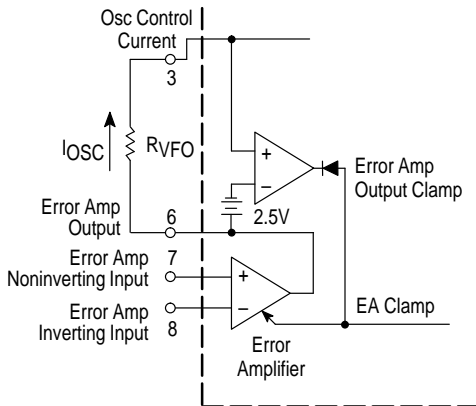 Osc Control
Current
3
IOSC
RVFO
+
−
Error Amp
Output Clamp
Error Amp
Output
6
2.5V
Error Amp
Noninverting Input
7
+
−
Error Amp
Inverting Input
8
EA Clamp
Error
Amplifier